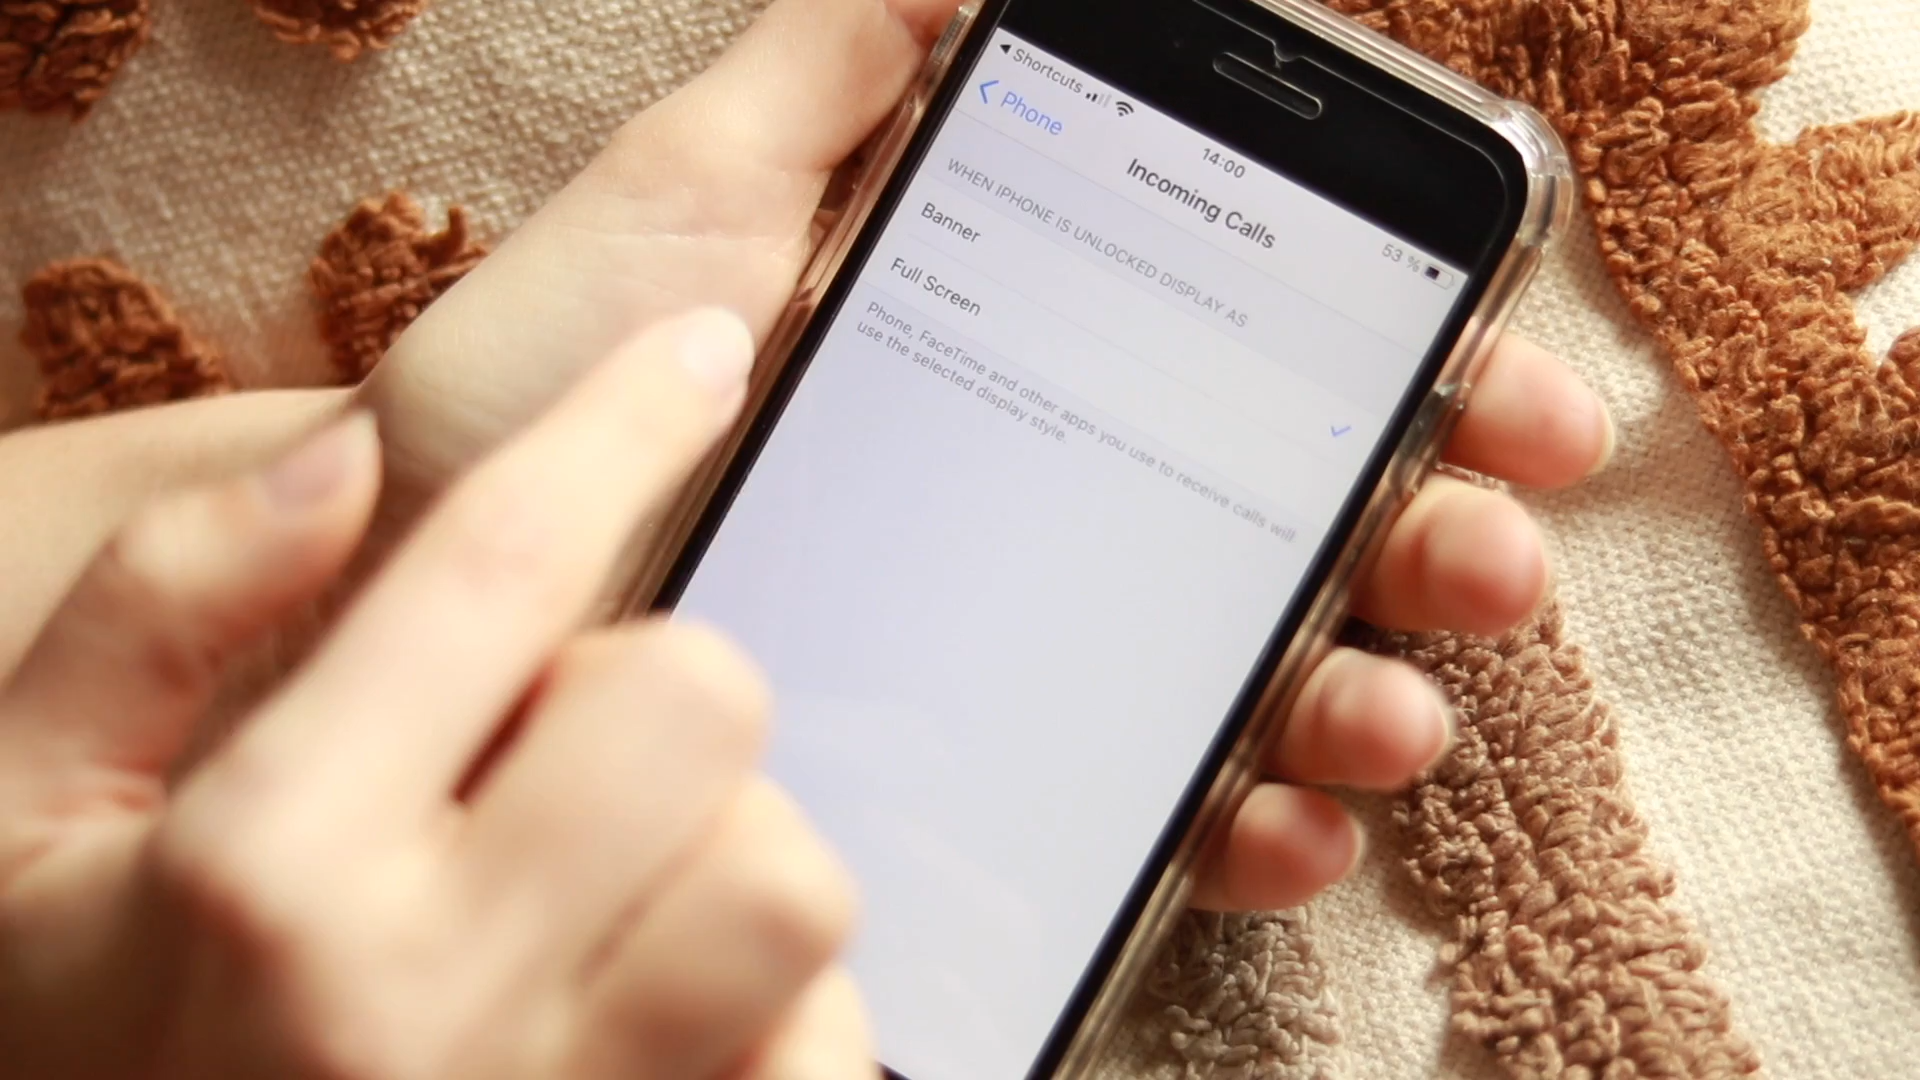 Shortcuts
Phone
14:00
53 %
Incoming Calls
WHEN IPHONE IS UNLOCKED DISPLAY AS
Banner
Full Screen
Phone, FaceTime and other apps you use to receive calls will
use the selected display style.